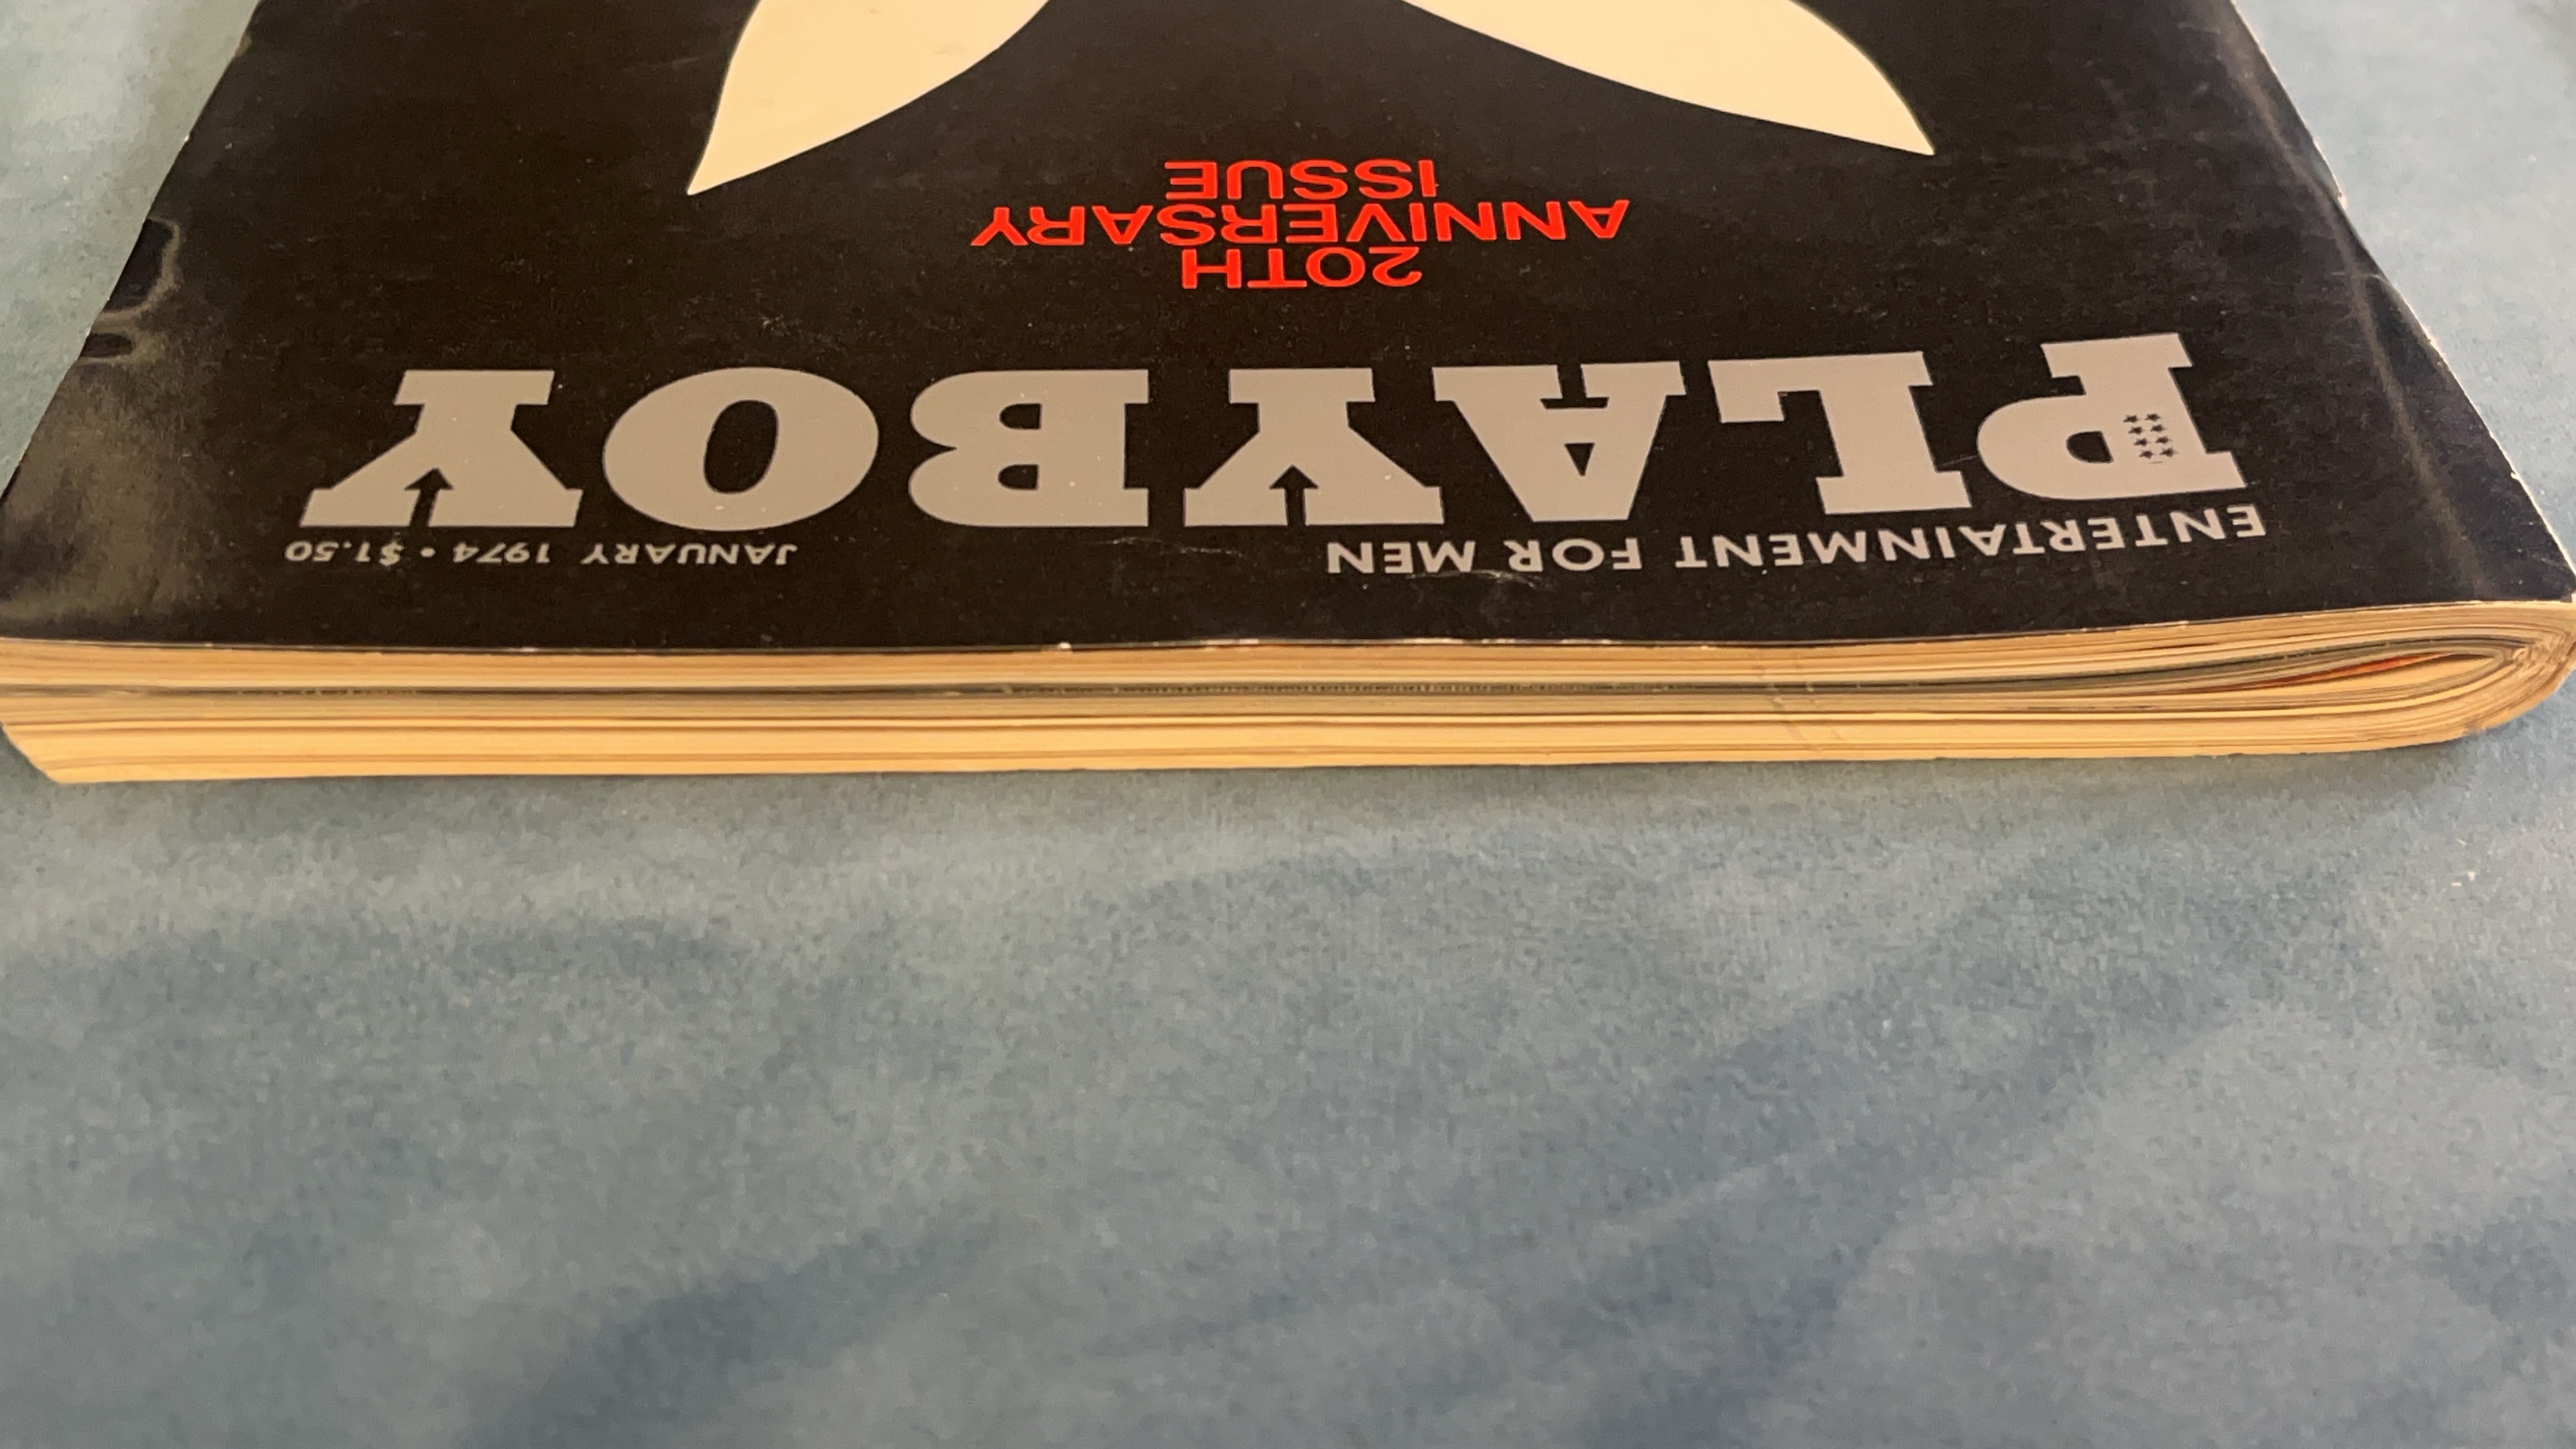 ENTERTAINMENT FOR MEN
JANUARY 1974 • $1.50
PLAYBOY
20TH
ANNIVERSARY
ISSUE